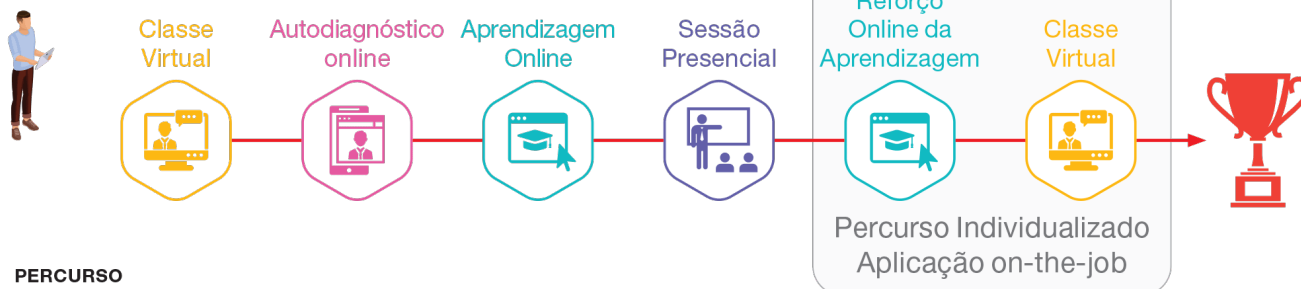 Classe
Virtual
Autodiagnóstico
online
Aprendizagem
Online
Sessão
Presencial
Reforço
Online da
Aprendizagem
Classe
Virtual
Percurso Individualizado
Aplicação on-the-job
PERCURSO